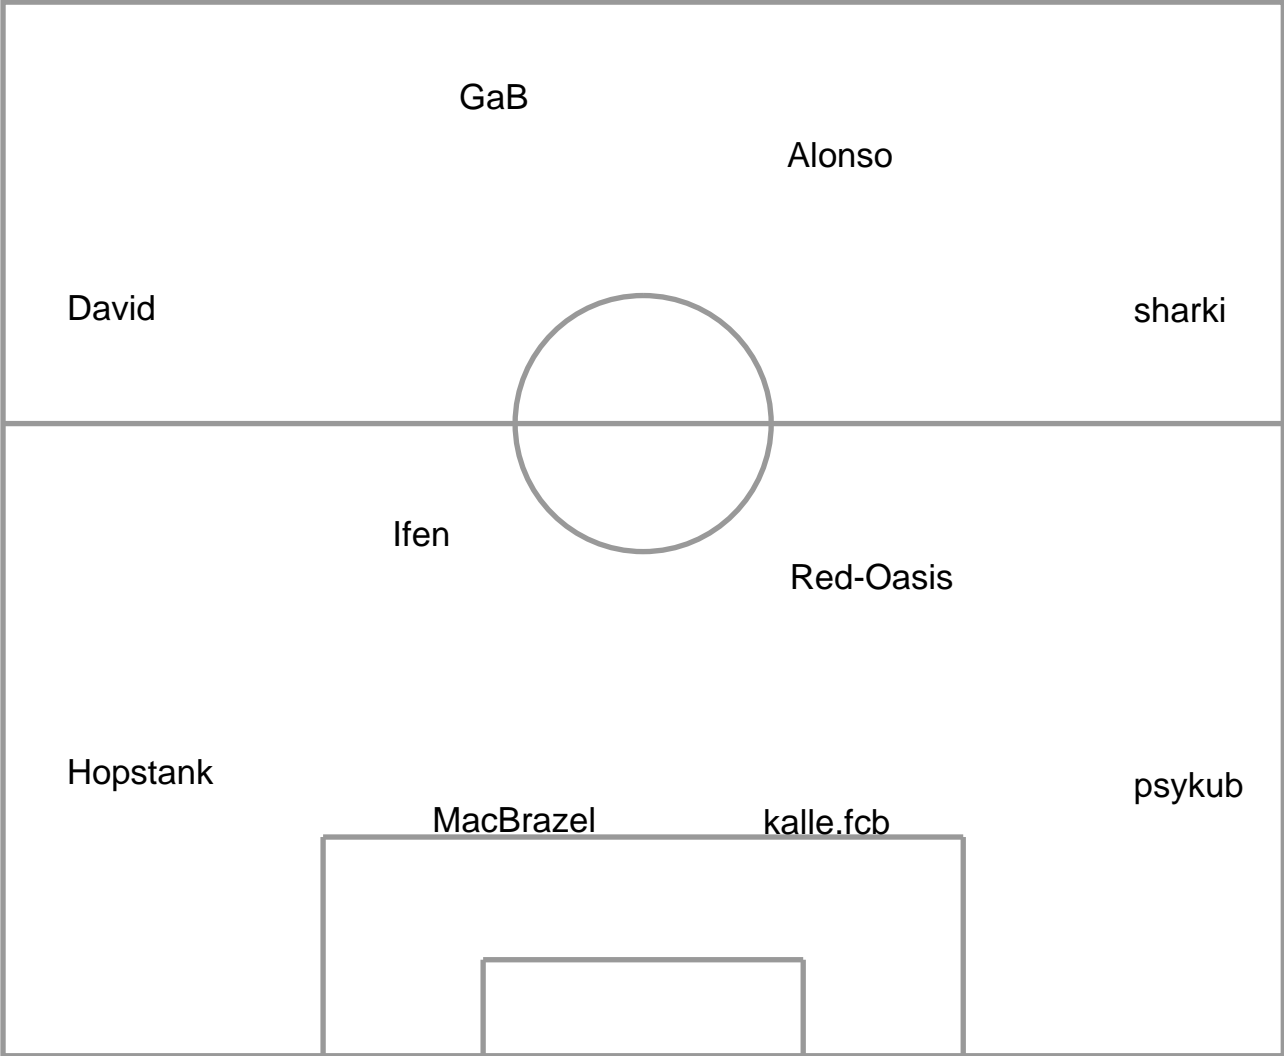 GaB
Alonso
David
sharki
Ifen
Red-Oasis
Hopstank
psykub
MacBrazel
kalle.fcb